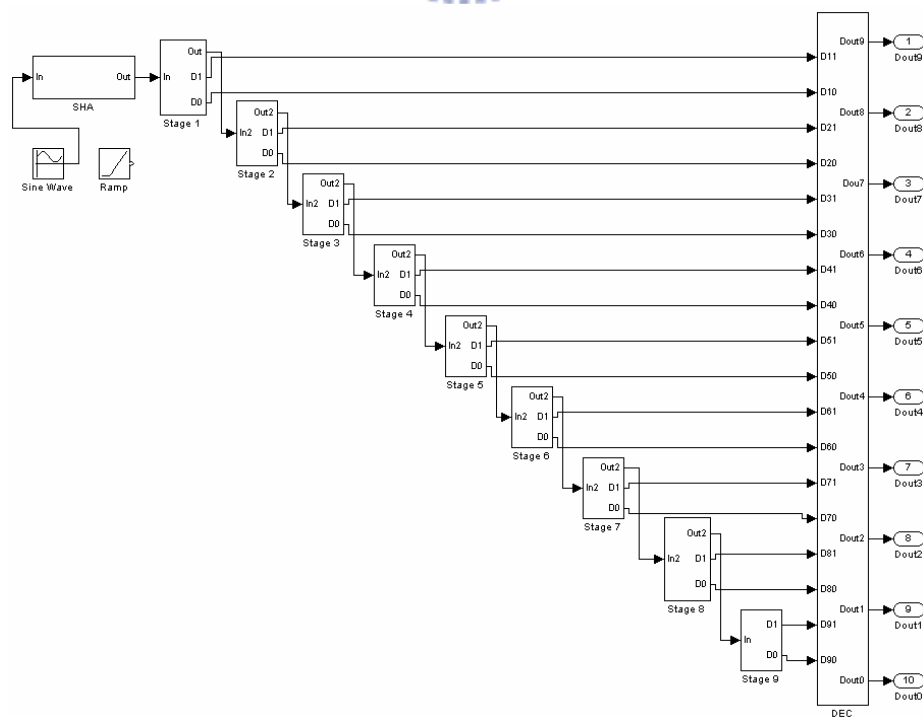 In
Out
SHA
Sine Wave
Ramp
In
Out
D1
D0
Stage 1
In2
Out2
D1
D0
Stage 2
In2
Out2
D1
D0
Stage 3
In2
Out2
D1
D0
Stage 4
In2
Out2
D1
D0
Stage 5
In2
Out2
D1
D0
Stage 6
In2
Out2
D1
D0
Stage 7
In2
Out2
D1
D0
Stage 8
In
D1
D0
Stage 9
D11
D10
D21
D20
D31
D30
D41
D40
D51
D50
D61
D60
D71
D70
D81
D80
D91
D90
Dout9
Dout8
Dou7
Dout6
Dout5
Dout4
Dout3
Dout2
Dout1
Dout0
DEC
1
Dout9
2
Dout8
3
Dout7
4
Dout6
5
Dout5
6
Dout4
7
Dout3
8
Dout2
9
Dout1
10
Dout0